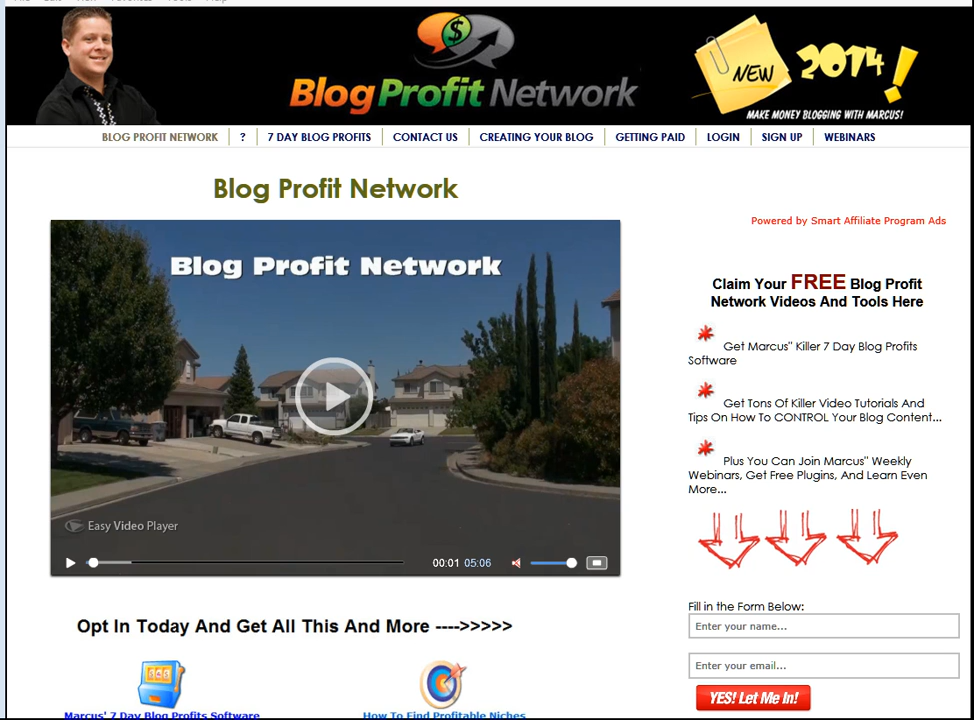 File Edit View Favorites Tools Help
Blog Profit Network
NEW 2014!
MAKE MONEY BLOGGING WITH MARCUS!
BLOG PROFIT NETWORK ? 7 DAY BLOG PROFITS CONTACT US CREATING YOUR BLOG GETTING PAID LOGIN SIGN UP WEBINARS
Blog Profit Network
Blog Profit Network
Easy Video Player
00:01 05:06
Opt In Today And Get All This And More ---->>>>>
Marcus' 7 Day Blog Profits Software
How To Find Profitable Niches
Powered by Smart Affiliate Program Ads
Claim Your FREE Blog Profit
Network Videos And Tools Here
Get Marcus" Killer 7 Day Blog Profits
Software
Get Tons Of Killer Video Tutorials And
Tips On How To CONTROL Your Blog Content...
Plus You Can Join Marcus" Weekly
Webinars, Get Free Plugins, And Learn Even
More...
Fill in the Form Below:
Enter your name...
Enter your email...
YES! Let Me In!